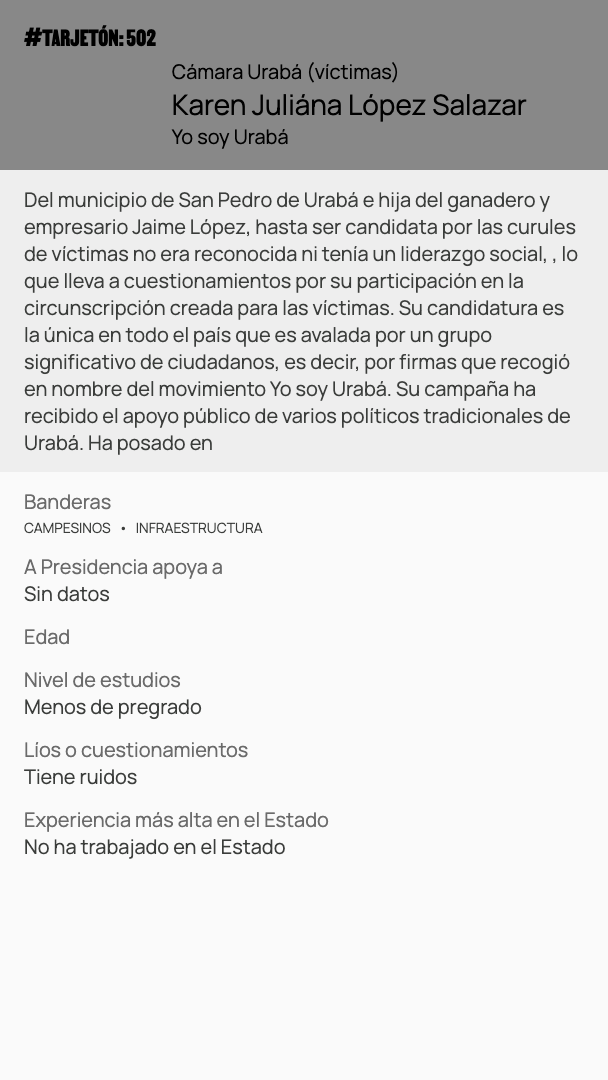 #TARJETÓN: 502
Cámara Urabá (víctimas)
Karen Juliána López Salazar
Yo soy Urabá
Del municipio de San Pedro de Urabá e hija del ganadero y
empresario Jaime López, hasta ser candidata por las curules
de víctimas no era reconocida ni tenía un liderazgo social, , lo
que lleva a cuestionamientos por su participación en la
circunscripción creada para las víctimas. Su candidatura es
la única en todo el país que es avalada por un grupo
significativo de ciudadanos, es decir, por firmas que recogió
en nombre del movimiento Yo soy Urabá. Su campaña ha
recibido el apoyo público de varios políticos tradicionales de
Urabá. Ha posado en
Banderas
CAMPESINOS • INFRAESTRUCTURA
A Presidencia apoya a
Sin datos
Edad
Nivel de estudios
Menos de pregrado
Líos o cuestionamientos
Tiene ruidos
Experiencia más alta en el Estado
No ha trabajado en el Estado